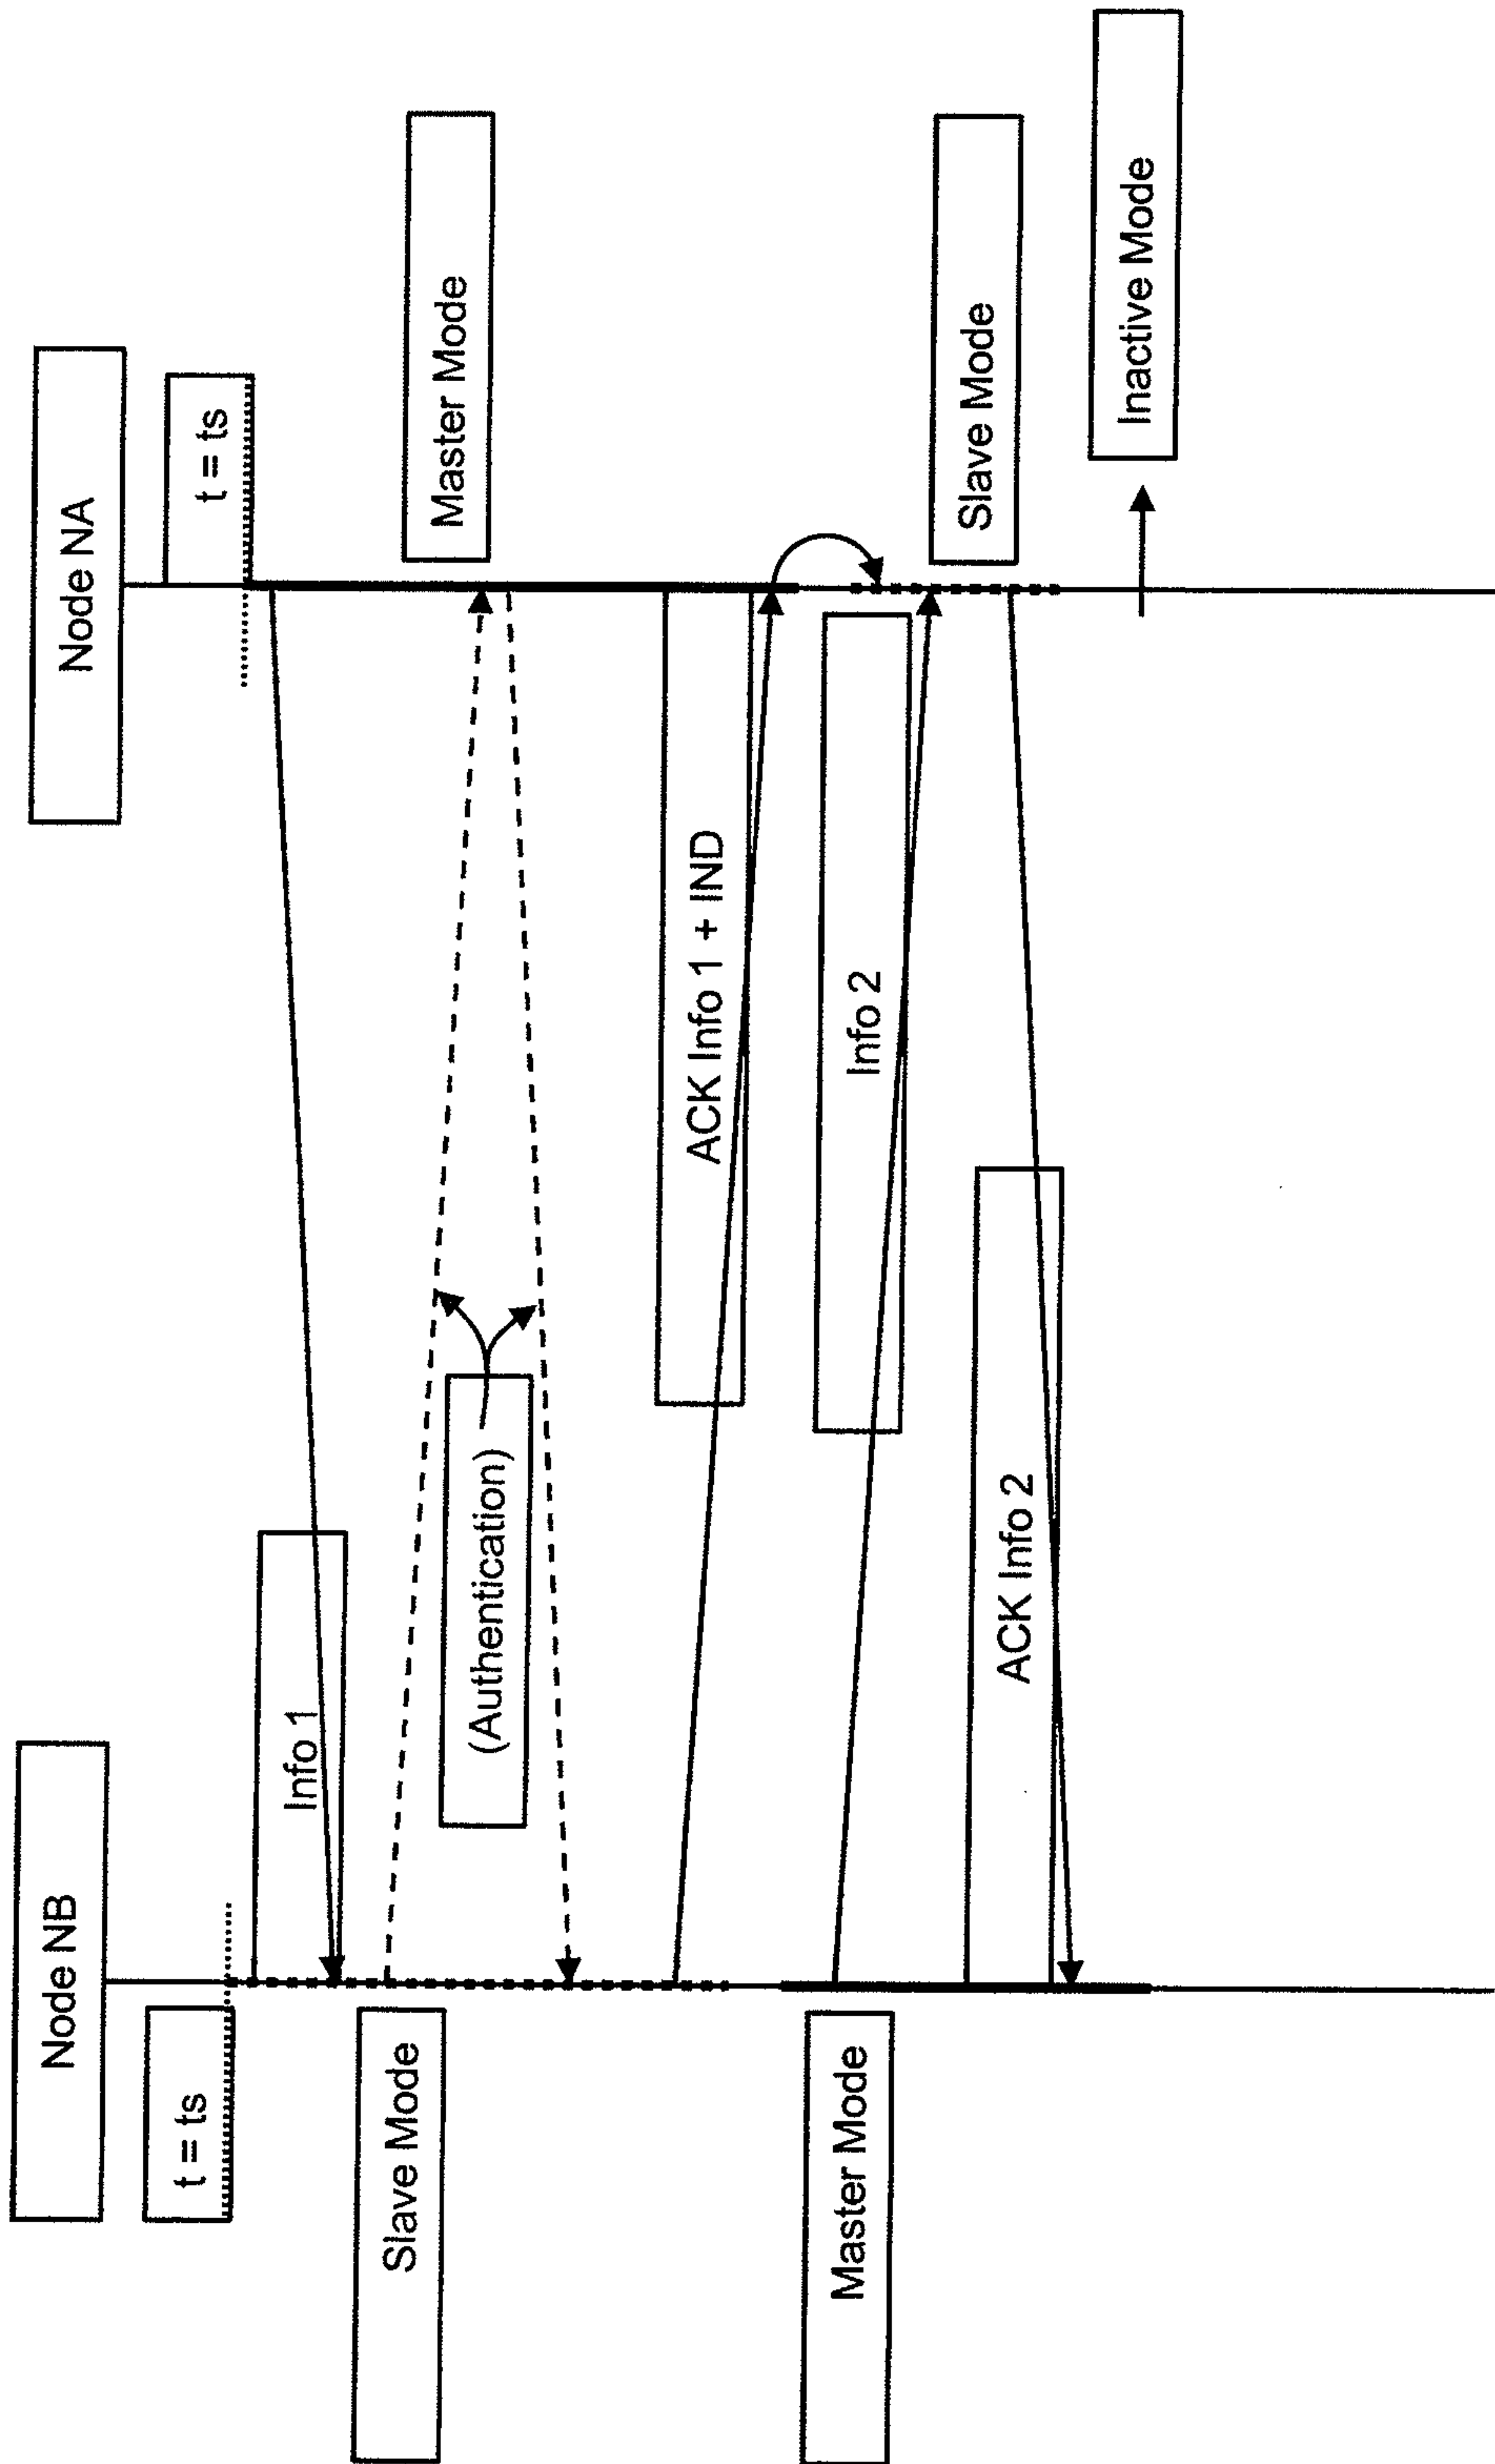 Node NB
Node NA
t = ts
t = ts
Info 1
Slave Mode
Master Mode
(Authentication)
ACK Info 1 + IND
Master Mode
Info 2
Slave Mode
ACK Info 2
Inactive Mode